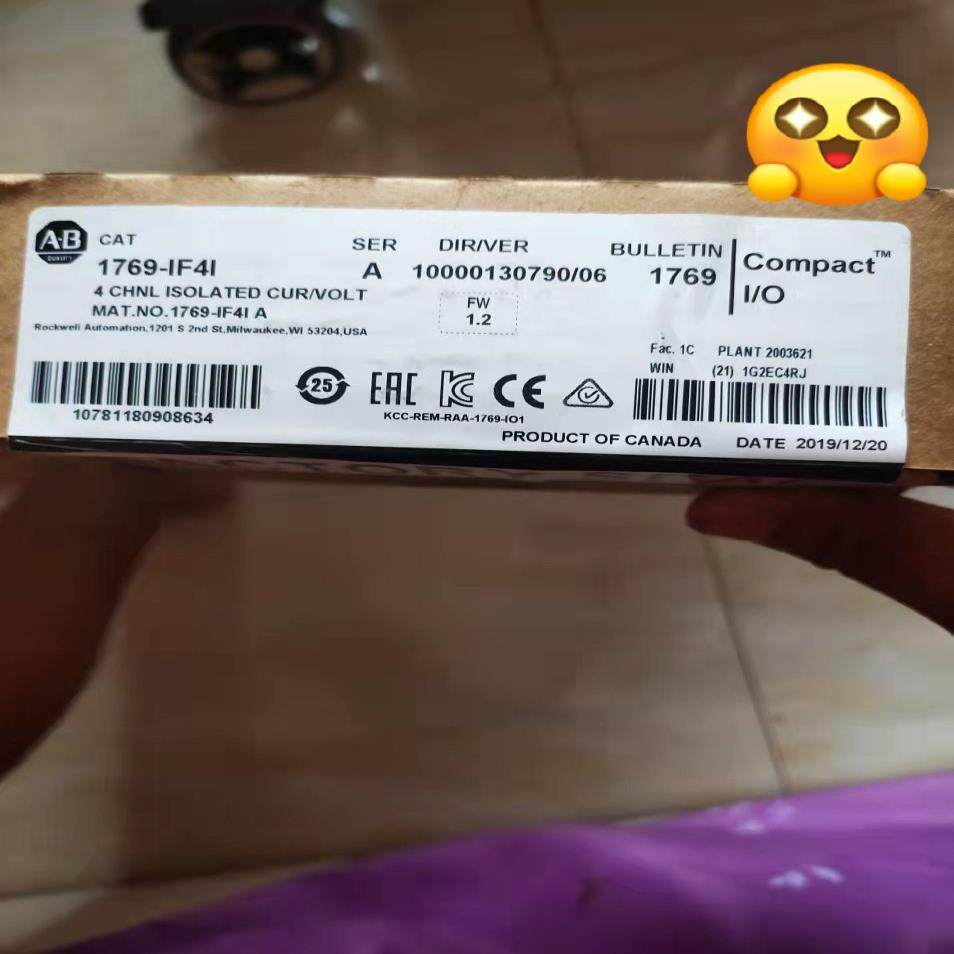 A-B
QUALITY
CAT
1769-IF4I
4 CHNL ISOLATED CUR/VOLT
MAT.NO.1769-IF4I A
Rockwell Automation,1201 S 2nd St,Milwaukee,WI 53204,USA
SER
A
DIR/VER
10000130790/06
FW
1.2
BULLETIN
1769
Compact™
I/O
Fac. 1C PLANT 2003621
WIN (21) 1G2EC4RJ
10781180908634
25
EAC
CE
KCC-REM-RAA-1769-IO1
PRODUCT OF CANADA DATE 2019/12/20